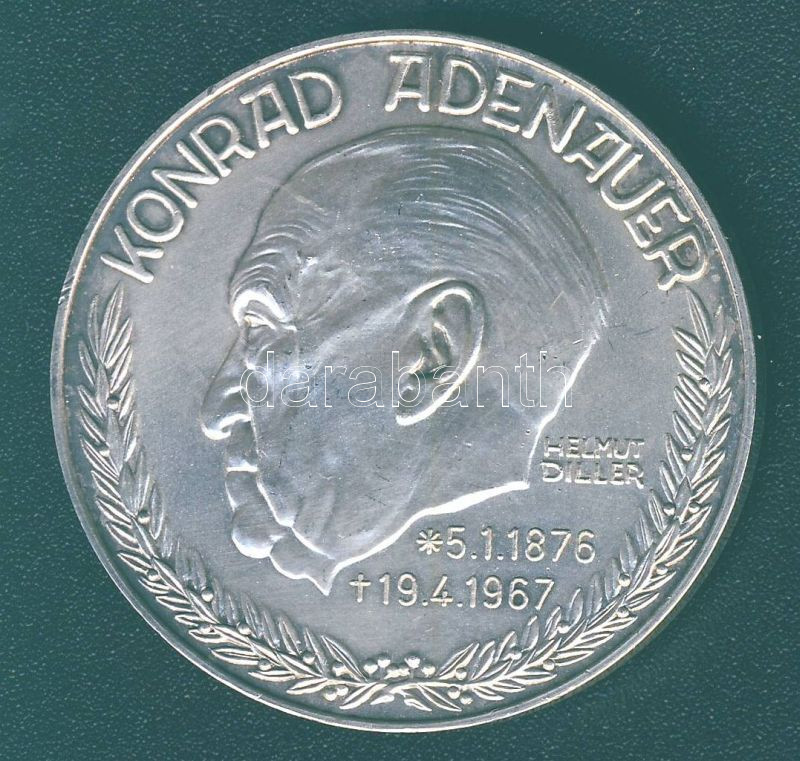 KONRAD ADENAUER
darabanth
HELMUT
DILLER
*5.1.1876
†19.4.1967